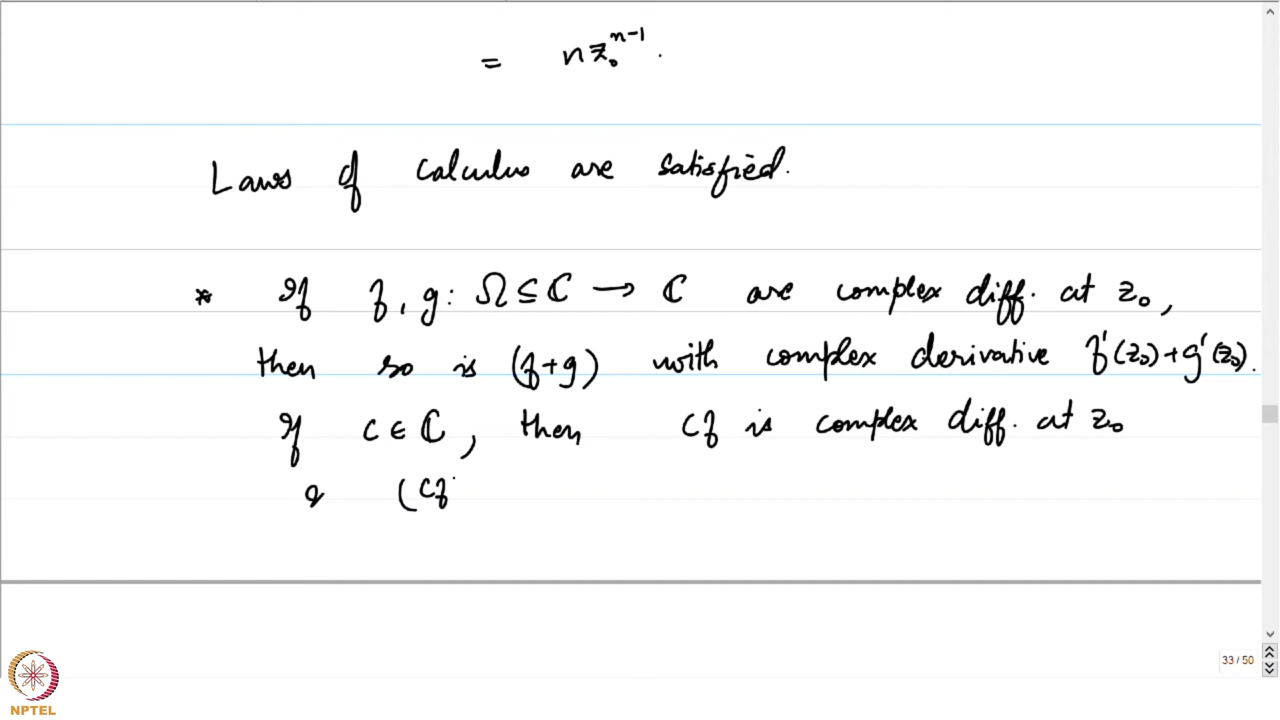 = n z₀ⁿ⁻¹.
Laws of calculus are satisfied.
* If f, g: Ω ⊆ ℂ → ℂ are complex diff. at z₀,
then so is (f+g) with complex derivative f'(z₀)+g'(z₀).
If c ∈ ℂ, then cf is complex diff. at z₀
& (cf
33 / 50
NPTEL